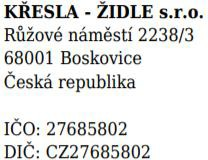 KŘESLA - ŽIDLE s.r.o.
Růžové náměstí 2238/3
68001 Boskovice
Česká republika
IČO: 27685802
DIČ: CZ27685802